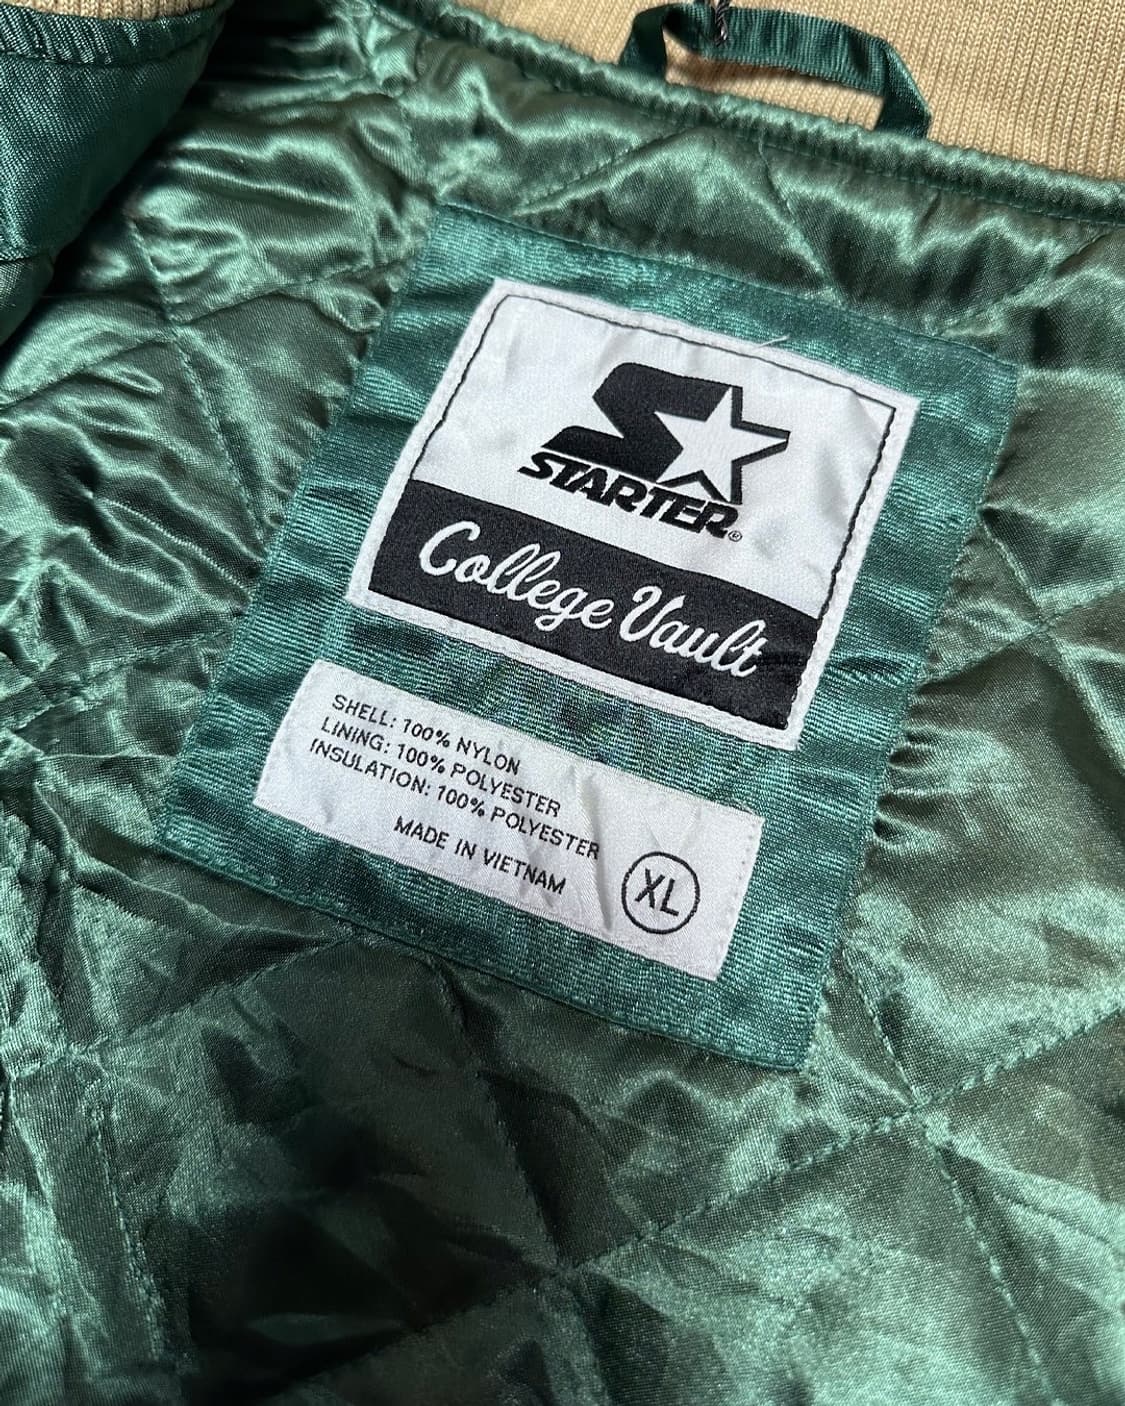 STARTER®
College Vault
SHELL: 100% NYLON
LINING: 100% POLYESTER
INSULATION: 100% POLYESTER
MADE IN VIETNAM
XL